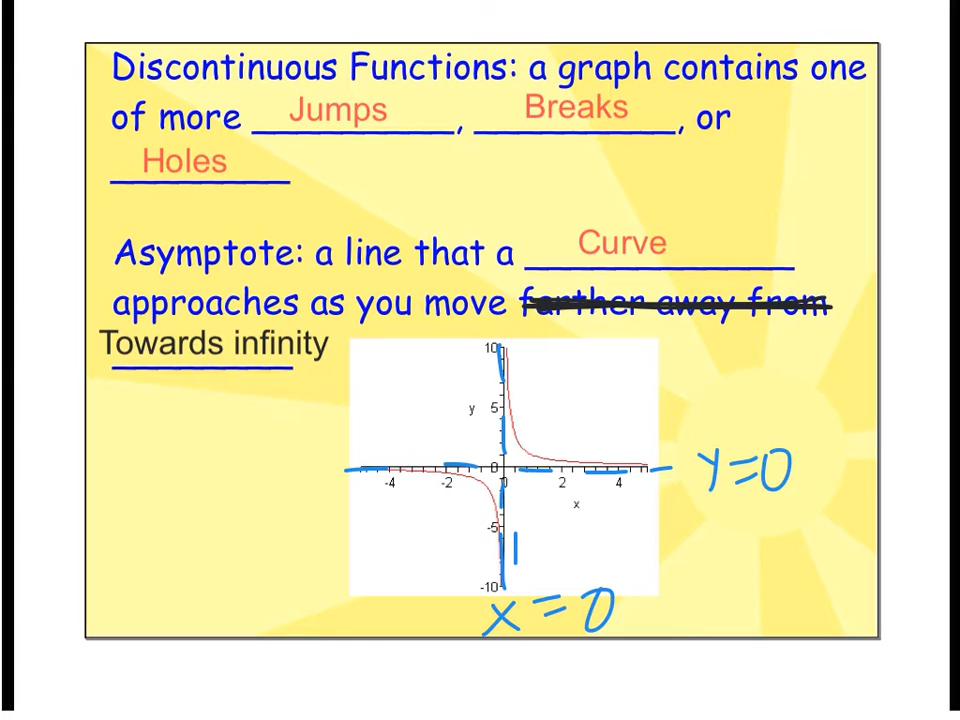 Discontinuous Functions: a graph contains one
of more Jumps, Breaks, or
Holes
Asymptote: a line that a Curve
approaches as you move farther away from
Towards infinity
10
y 5
0
-4 -2 0 2 4
x
-5
-10
y=0
x=0